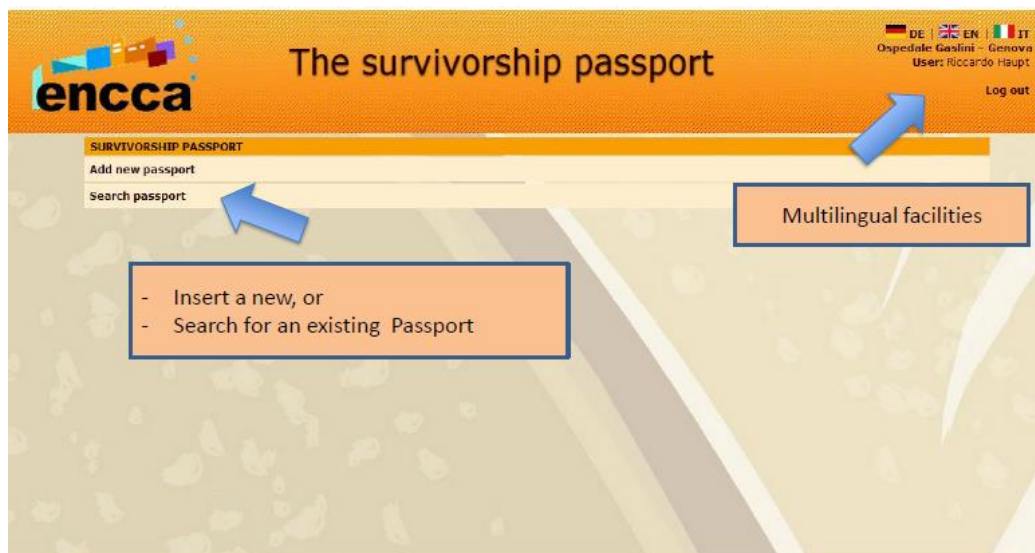 encca
The survivorship passport
DE | EN | IT
Ospedale Gaslini - Genova
User: Riccardo Haupt
Log out
SURVIVORSHIP PASSPORT
Add new passport
Search passport
Multilingual facilities
- Insert a new, or
- Search for an existing Passport